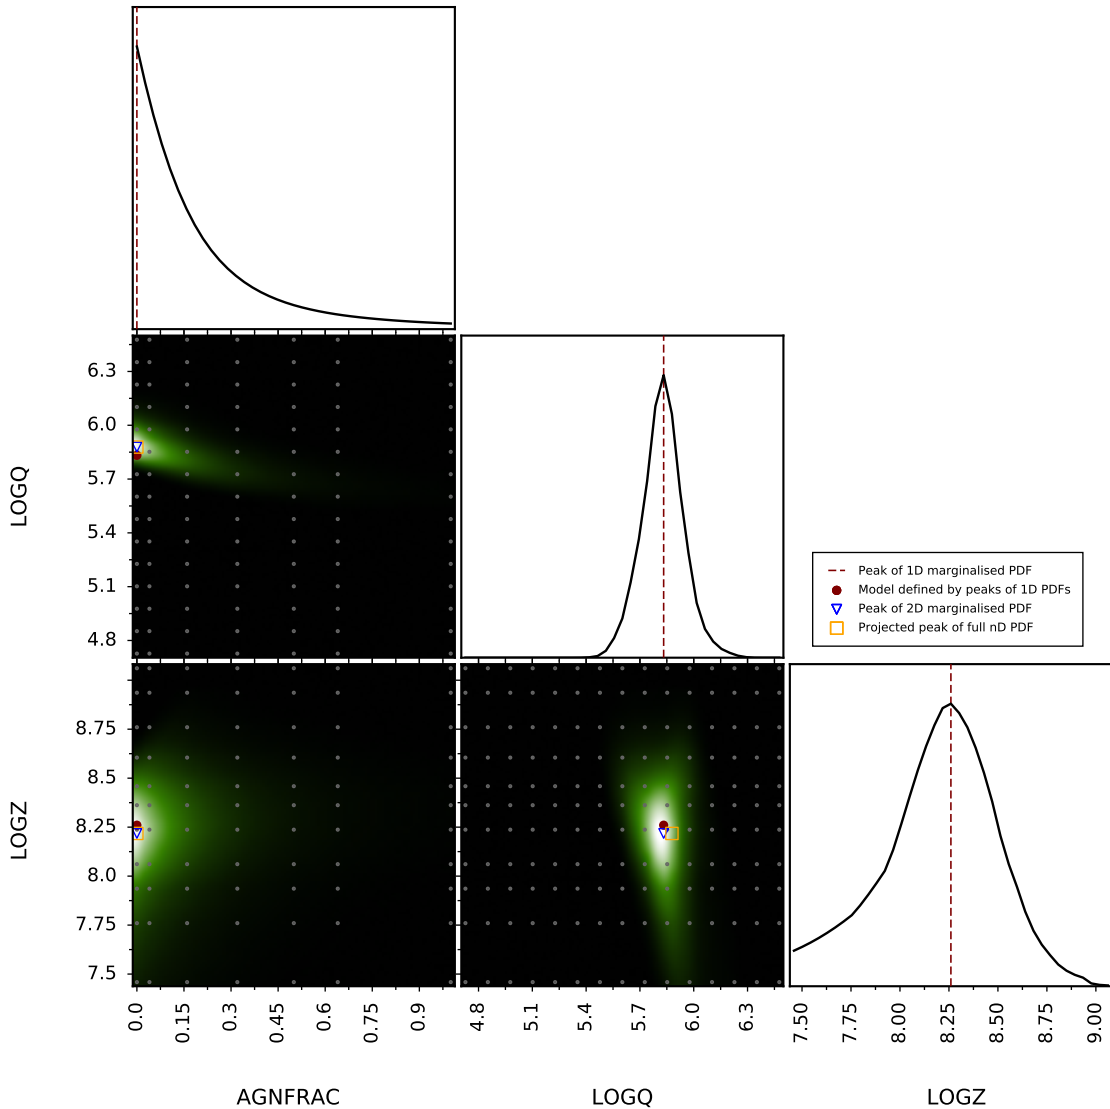 6.3
6.0
5.7
5.4
5.1
4.8
LOGQ
Peak of 1D marginalised PDF
Model defined by peaks of 1D PDFs
Peak of 2D marginalised PDF
Projected peak of full nD PDF
8.75
8.5
8.25
8.0
7.75
7.5
LOGZ
0.0 0.15 0.3 0.45 0.6 0.75 0.9
4.8 5.1 5.4 5.7 6.0 6.3
7.50 7.75 8.00 8.25 8.50 8.75 9.00
AGNFRAC LOGQ LOGZ